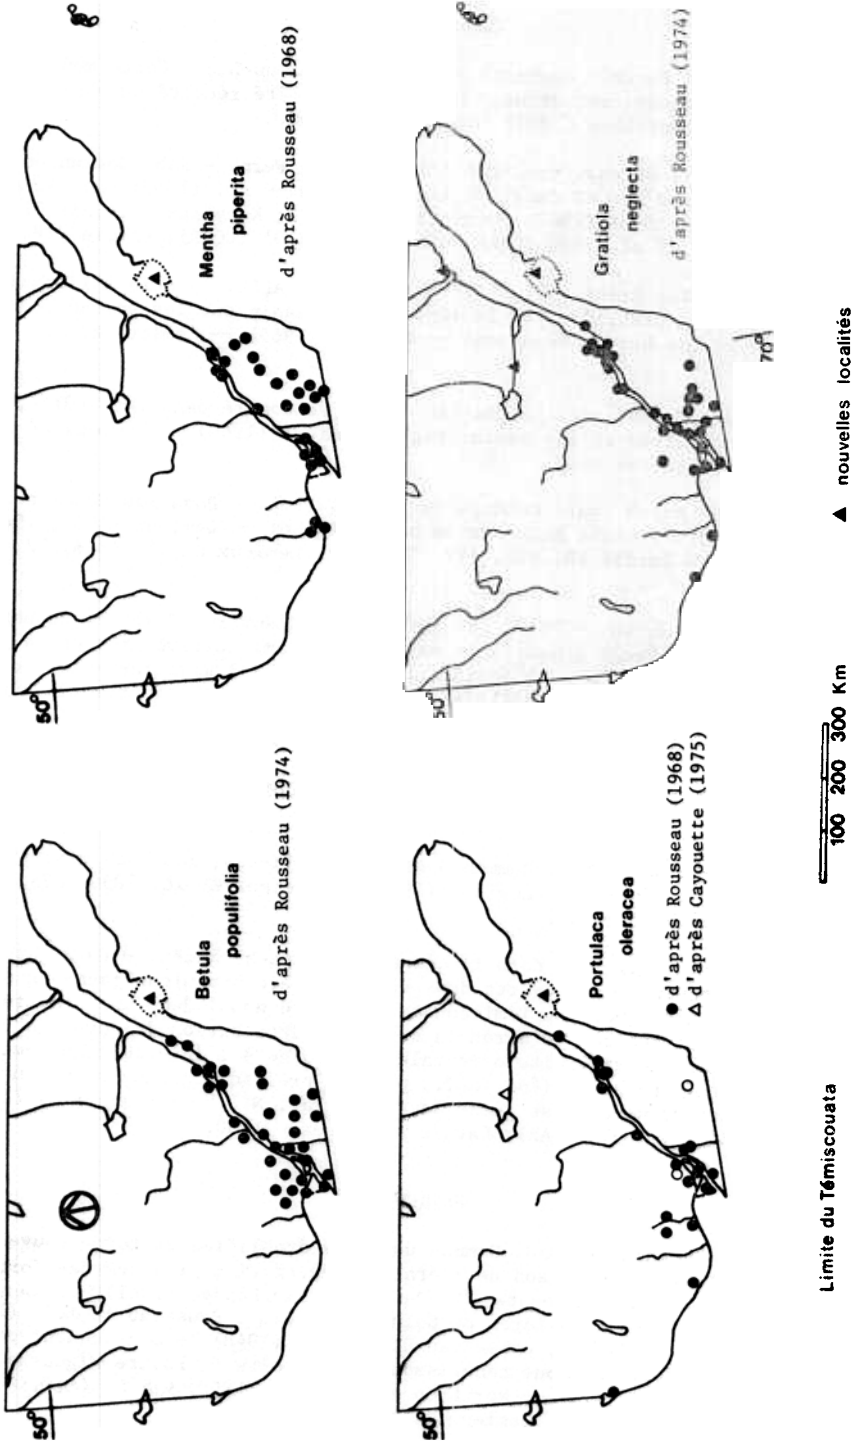 50°
Betula
populifolia
d'après Rousseau (1974)
50°
Mentha
piperita
d'après Rousseau (1968)
50°
Portulaca
oleracea
● d'après Rousseau (1968)
△ d'après Cayouette (1975)
50°
Gratiola
neglecta
d'après Rousseau (1974)
70°
Limite du Témiscouata
100 200 300 Km
▲ nouvelles localités